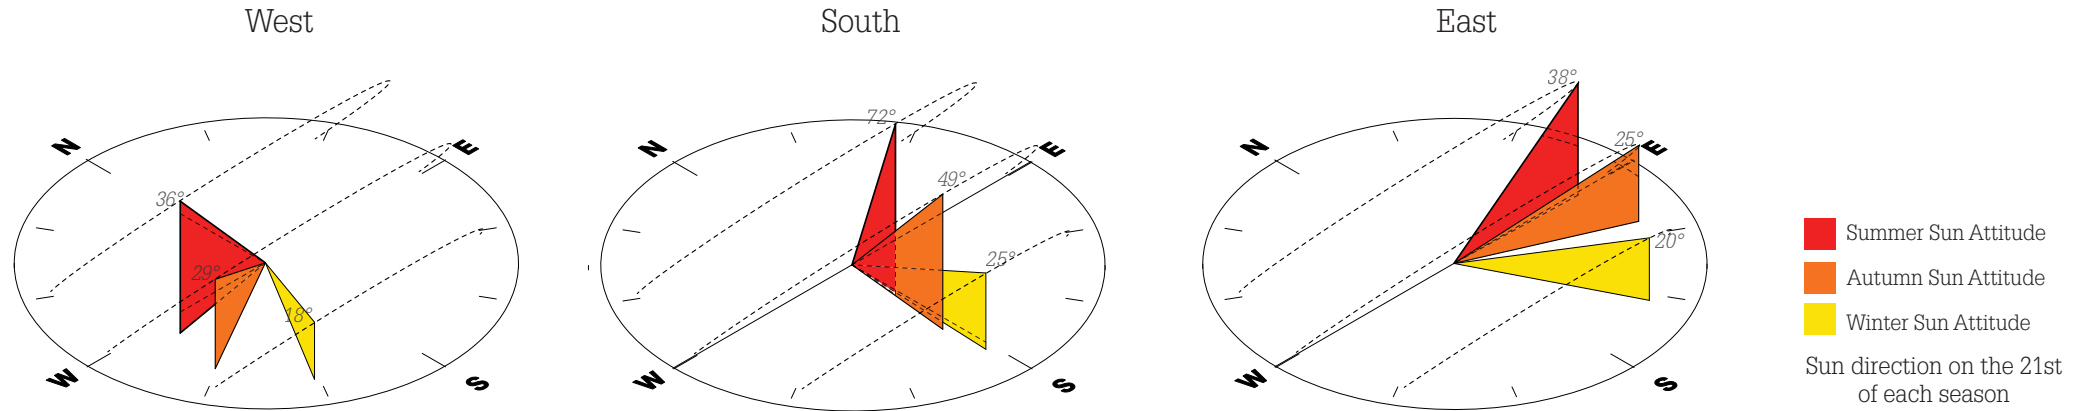 West
N
E
36°
29°
18°
W
S
South
72°
N
E
49°
25°
W
S
East
38°
25°
N
E
20°
W
S
Summer Sun Attitude
Autumn Sun Attitude
Winter Sun Attitude
Sun direction on the 21st
of each season